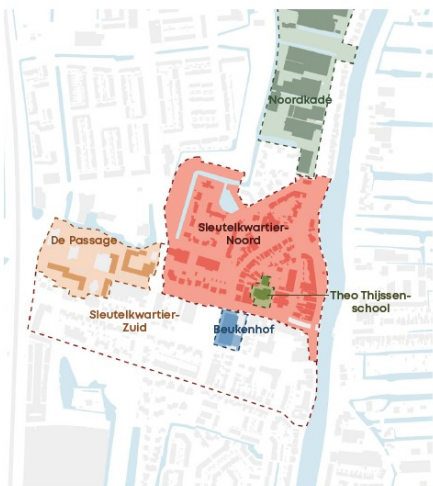 Noordkade
Sleutelkwartier-
Noord
De Passage
Theo Thijssen-
school
Sleutelkwartier-
Zuid
Beukenhof